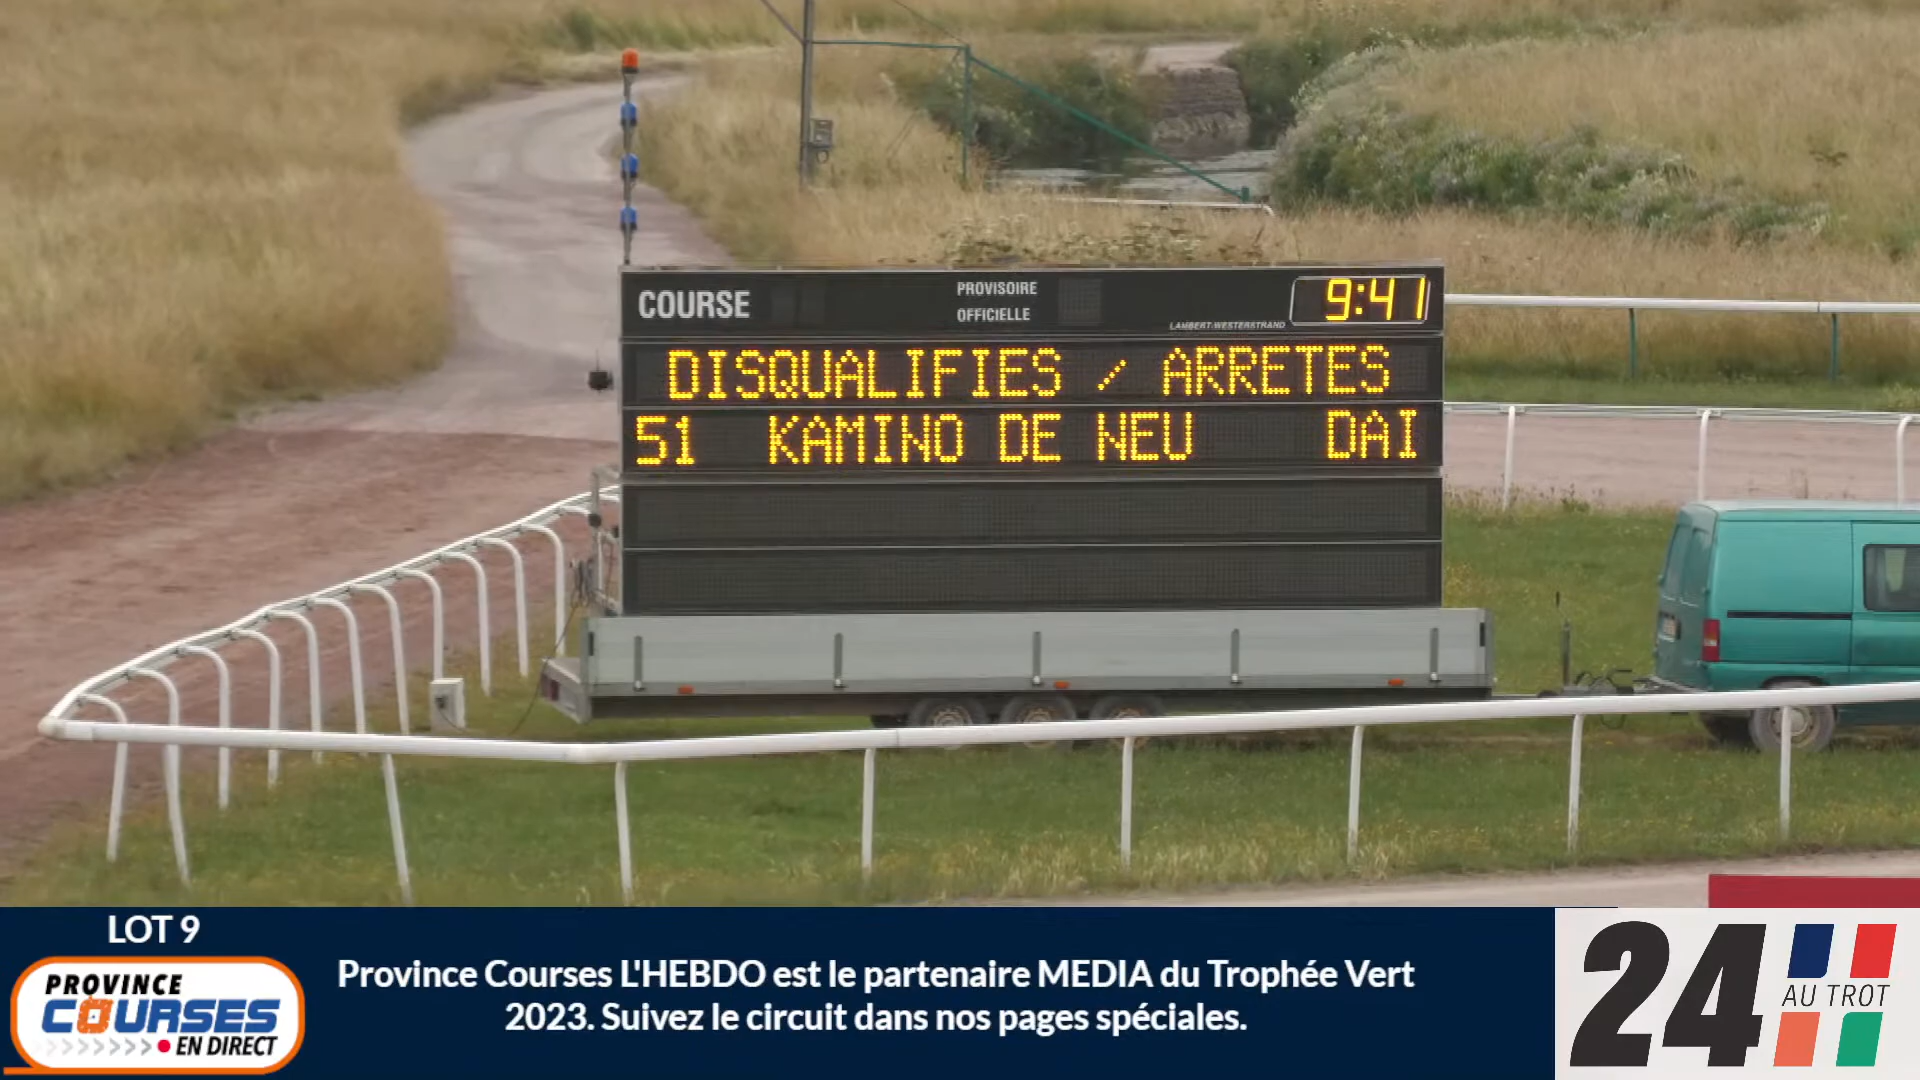 COURSE
PROVISOIRE
OFFICIELLE
LAMBERT-WESTERSTRAND
9:41
DISQUALIFIES / ARRETES
51 KAMINO DE NEU DAI
LOT 9
PROVINCE
COURSES
EN DIRECT
Province Courses L'HEBDO est le partenaire MEDIA du Trophée Vert
2023. Suivez le circuit dans nos pages spéciales.
24
AU TROT